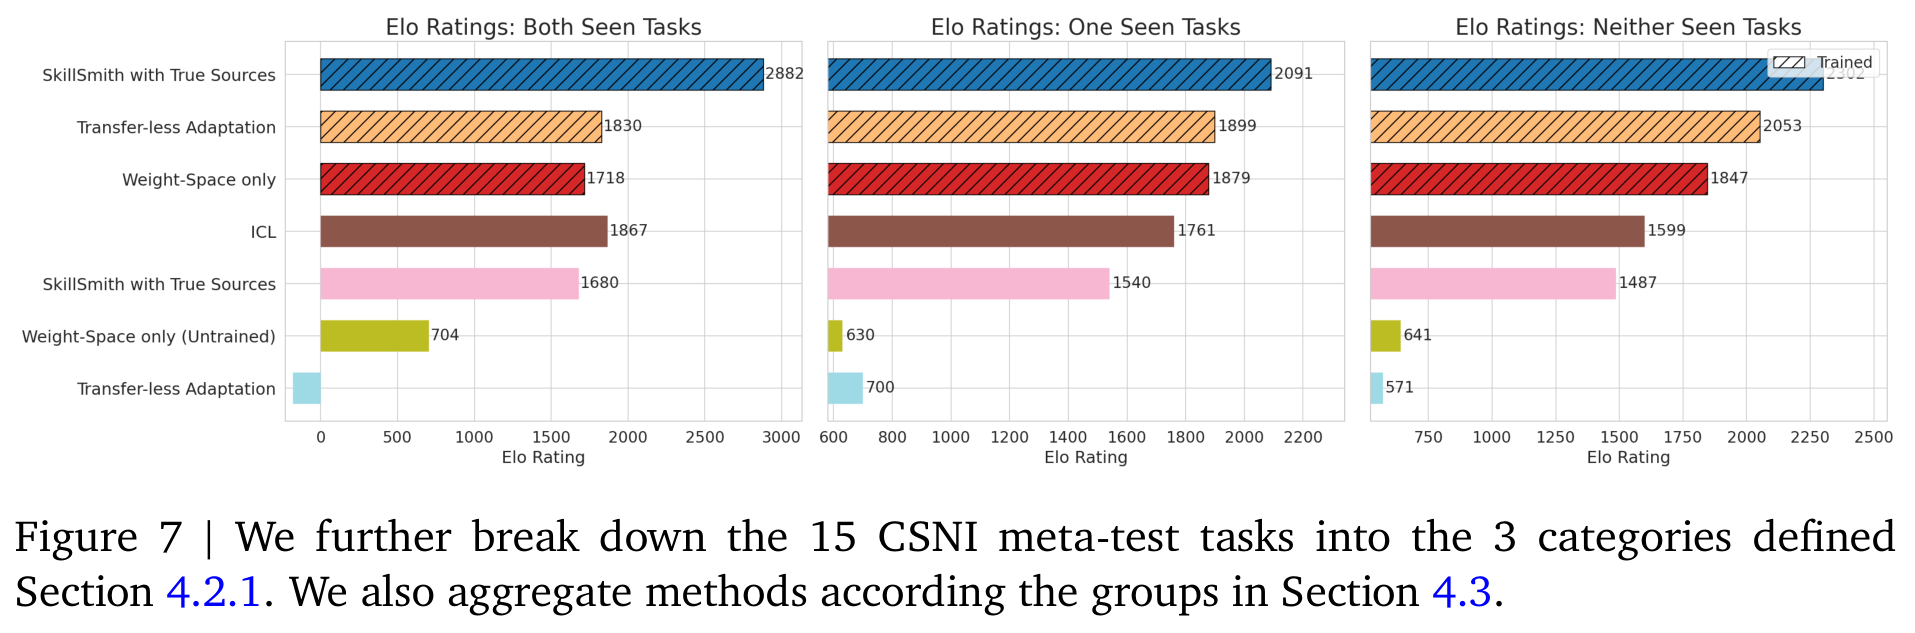 Elo Ratings: Both Seen Tasks
Elo Ratings: One Seen Tasks
Elo Ratings: Neither Seen Tasks
Trained
SkillSmith with True Sources
2882
2091
2302
Transfer-less Adaptation
1830
1899
2053
Weight-Space only
1718
1879
1847
ICL
1867
1761
1599
SkillSmith with True Sources
1680
1540
1487
Weight-Space only (Untrained)
704
630
641
Transfer-less Adaptation
700
571
0 500 1000 1500 2000 2500 3000
600 800 1000 1200 1400 1600 1800 2000 2200
750 1000 1250 1500 1750 2000 2250 2500
Elo Rating
Elo Rating
Elo Rating
Figure 7 | We further break down the 15 CSNI meta-test tasks into the 3 categories defined
Section 4.2.1. We also aggregate methods according the groups in Section 4.3.